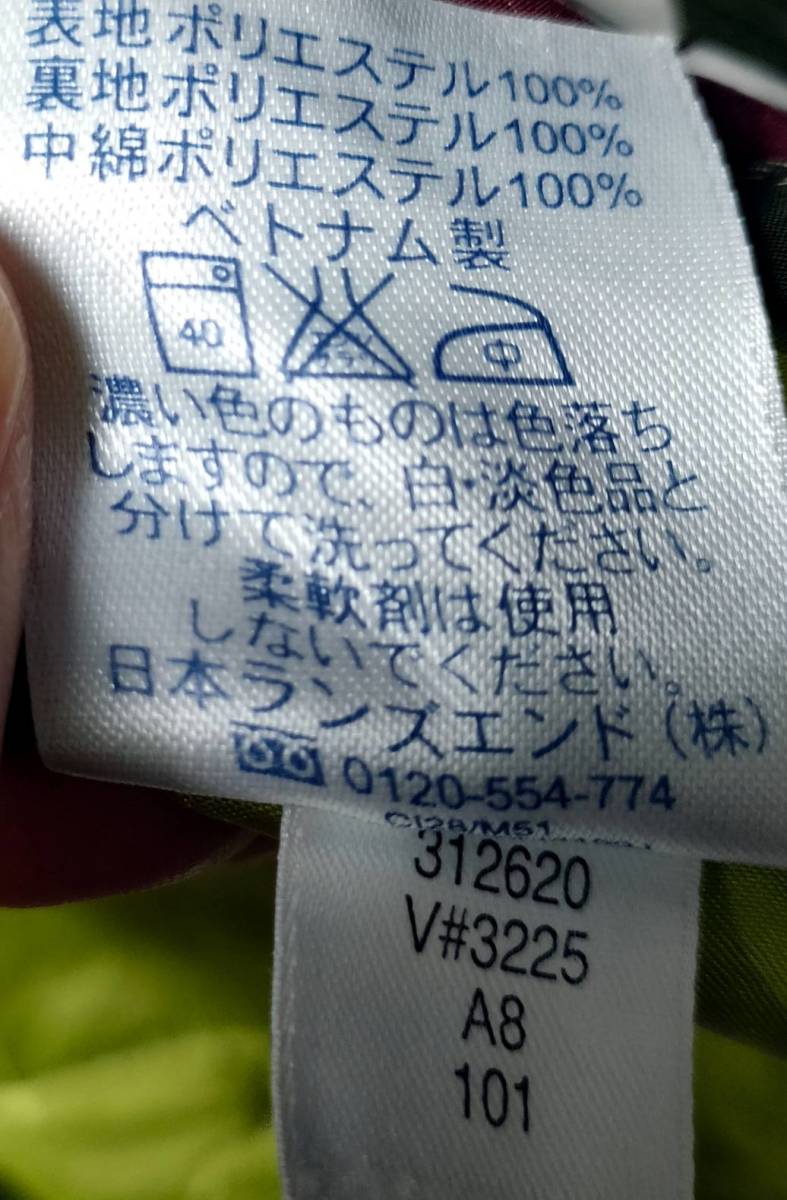 表地ポリエステル100%
裏地ポリエステル100%
中綿ポリエステル100%
ベトナム製
40
中
濃い色のものは色落ち
しますので、白・淡色品と
分けて洗ってください。
柔軟剤は使用
しないでください。
日本ランズエンド(株)
0120-554-774
312620
V#3225
A8
101